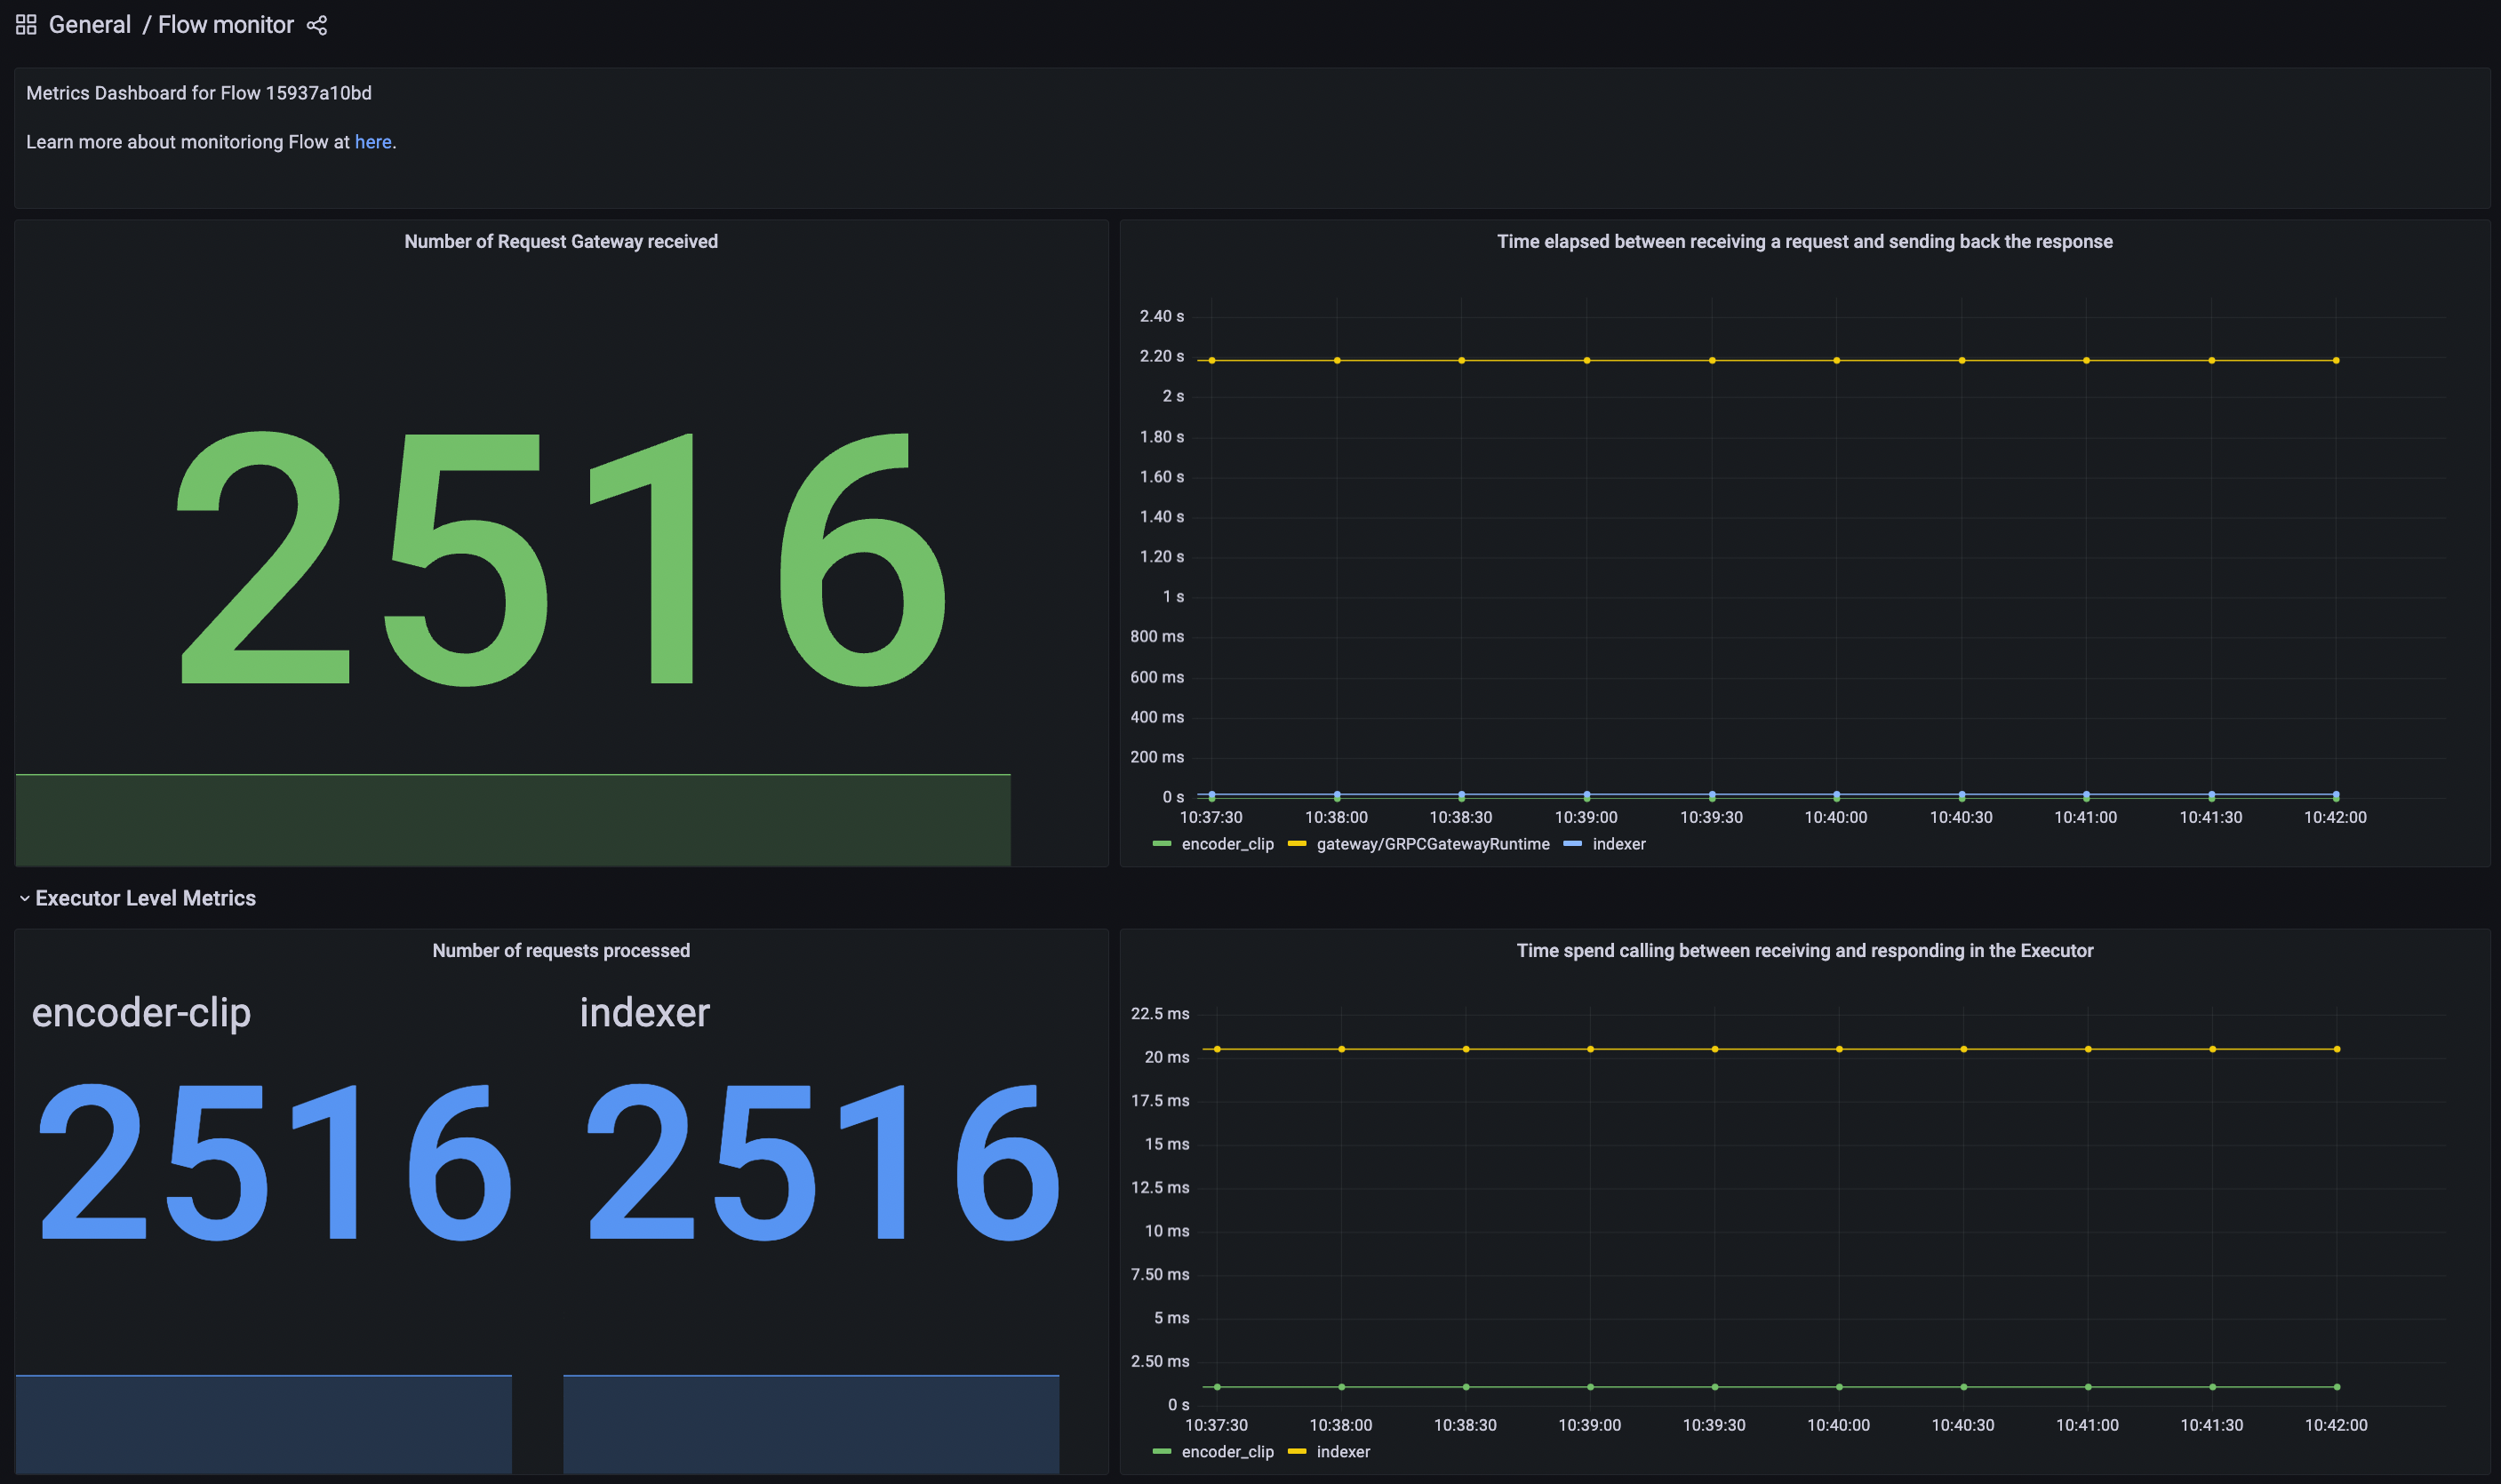 General / Flow monitor
Metrics Dashboard for Flow 15937a10bd
Learn more about monitoriong Flow at here.
Number of Request Gateway received
2516
Time elapsed between receiving a request and sending back the response
2.40 s
2.20 s
2 s
1.80 s
1.60 s
1.40 s
1.20 s
1 s
800 ms
600 ms
400 ms
200 ms
0 s
10:37:30 10:38:00 10:38:30 10:39:00 10:39:30 10:40:00 10:40:30 10:41:00 10:41:30 10:42:00
encoder_clip gateway/GRPCGatewayRuntime indexer
Executor Level Metrics
Number of requests processed
encoder-clip indexer
2516 2516
Time spend calling between receiving and responding in the Executor
22.5 ms
20 ms
17.5 ms
15 ms
12.5 ms
10 ms
7.50 ms
5 ms
2.50 ms
0 s
10:37:30 10:38:00 10:38:30 10:39:00 10:39:30 10:40:00 10:40:30 10:41:00 10:41:30 10:42:00
encoder_clip indexer